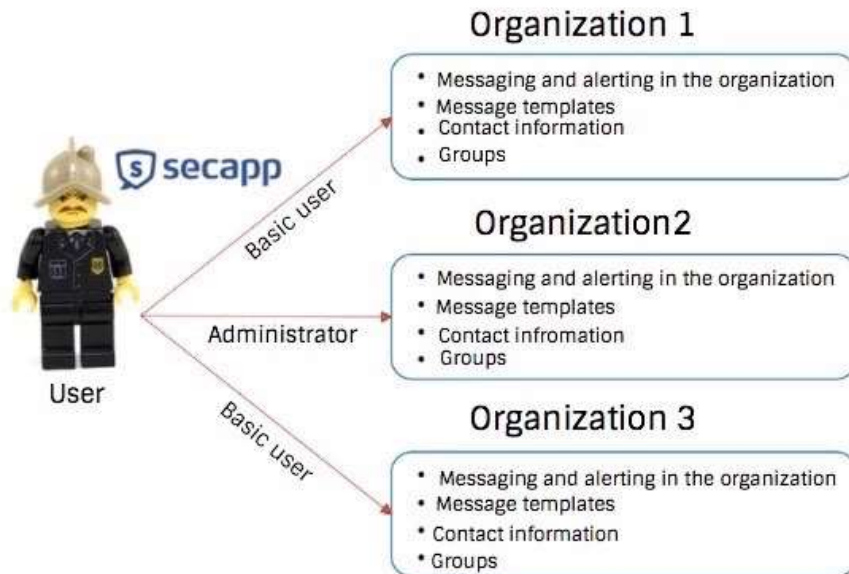 Organization 1
• Messaging and alerting in the organization
• Message templates
• Contact information
• Groups
S secapp
Basic user
Organization2
• Messaging and alerting in the organization
• Message templates
• Contact infromation
• Groups
Administrator
User
Basic user
Organization 3
• Messaging and alerting in the organization
• Message templates
• Contact information
• Groups